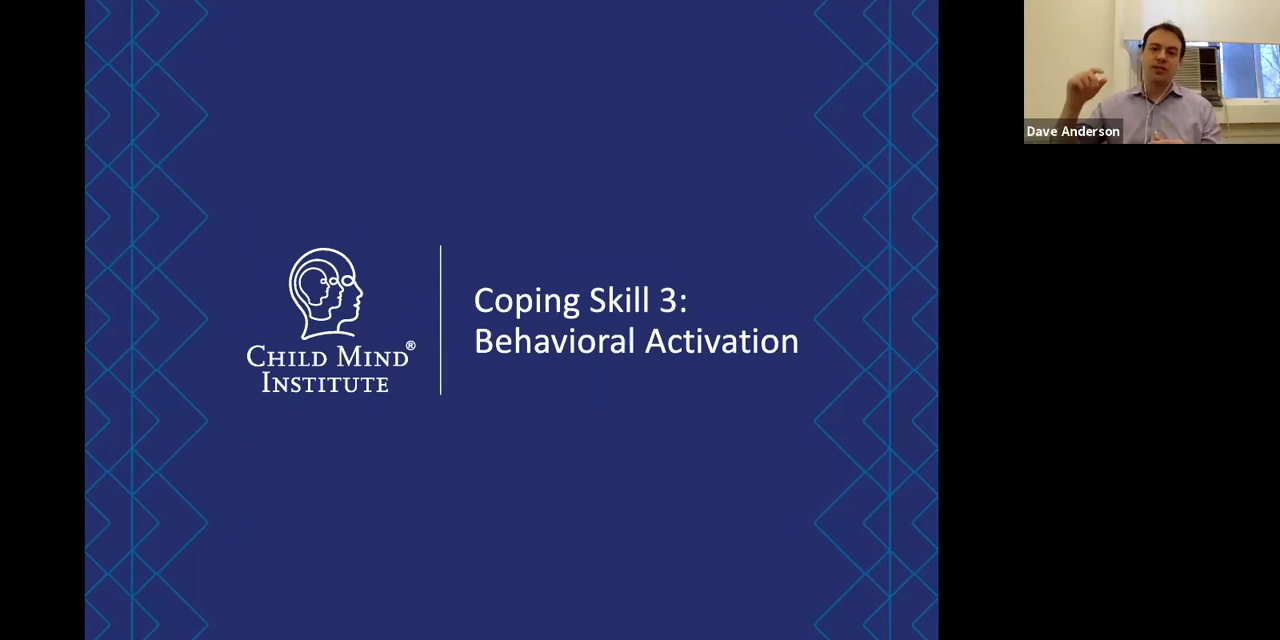 Coping Skill 3:
Behavioral Activation
CHILD MIND®
INSTITUTE
Dave Anderson